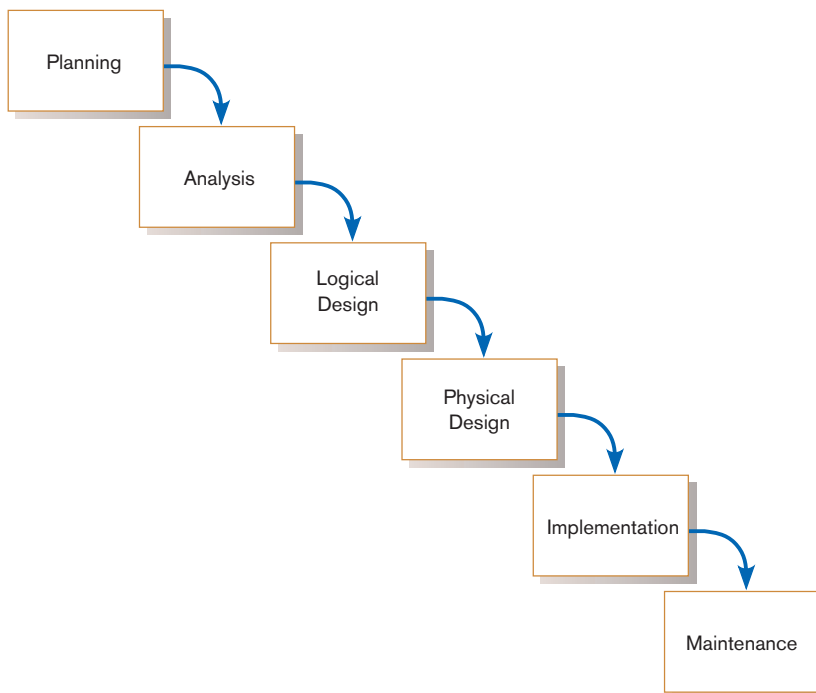 Planning
Analysis
Logical
Design
Physical
Design
Implementation
Maintenance